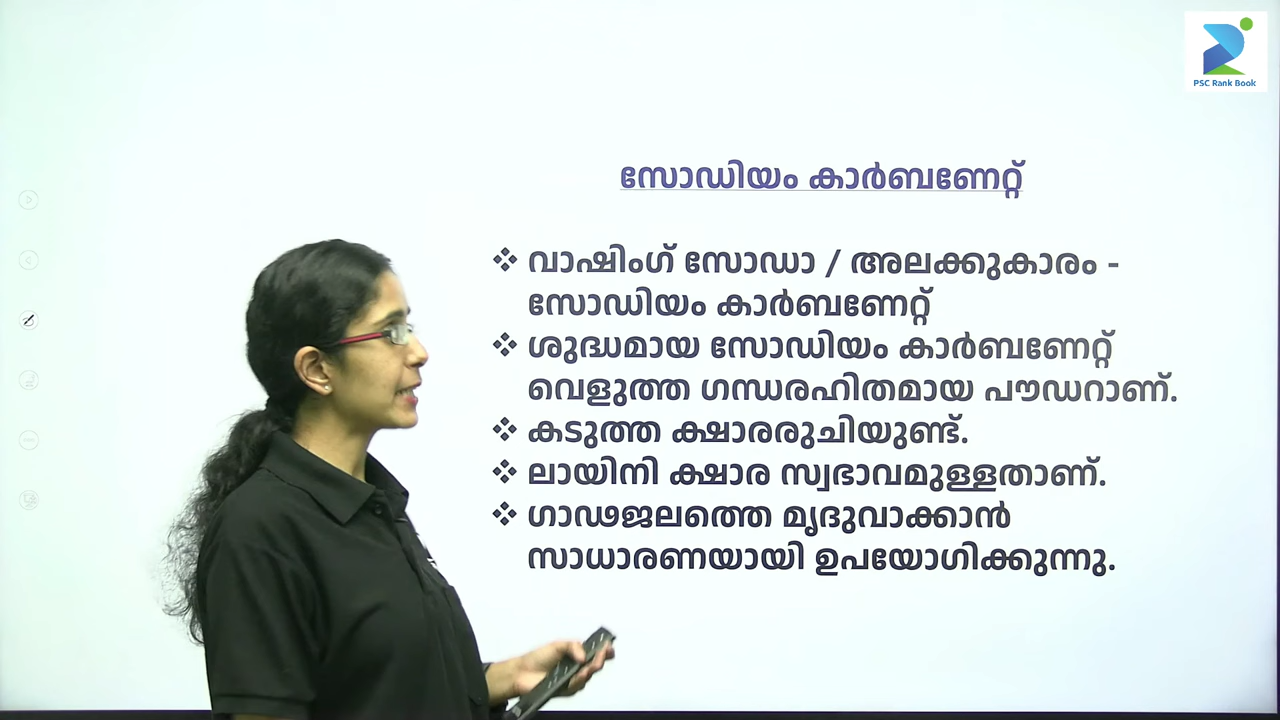 PSC Rank Book
സോഡിയം കാർബണേറ്റ്
❖ വാഷിംഗ് സോഡാ / അലക്കുകാരം -
സോഡിയം കാർബണേറ്റ്
❖ ശുദ്ധമായ സോഡിയം കാർബണേറ്റ്
വെളുത്ത ഗന്ധരഹിതമായ പൗഡറാണ്.
❖ കടുത്ത ക്ഷാരരുചിയുണ്ട്.
❖ ലായിനി ക്ഷാര സ്വഭാവമുള്ളതാണ്.
❖ ഗാഢജലത്തെ മൃദുവാക്കാൻ
സാധാരണയായി ഉപയോഗിക്കുന്നു.